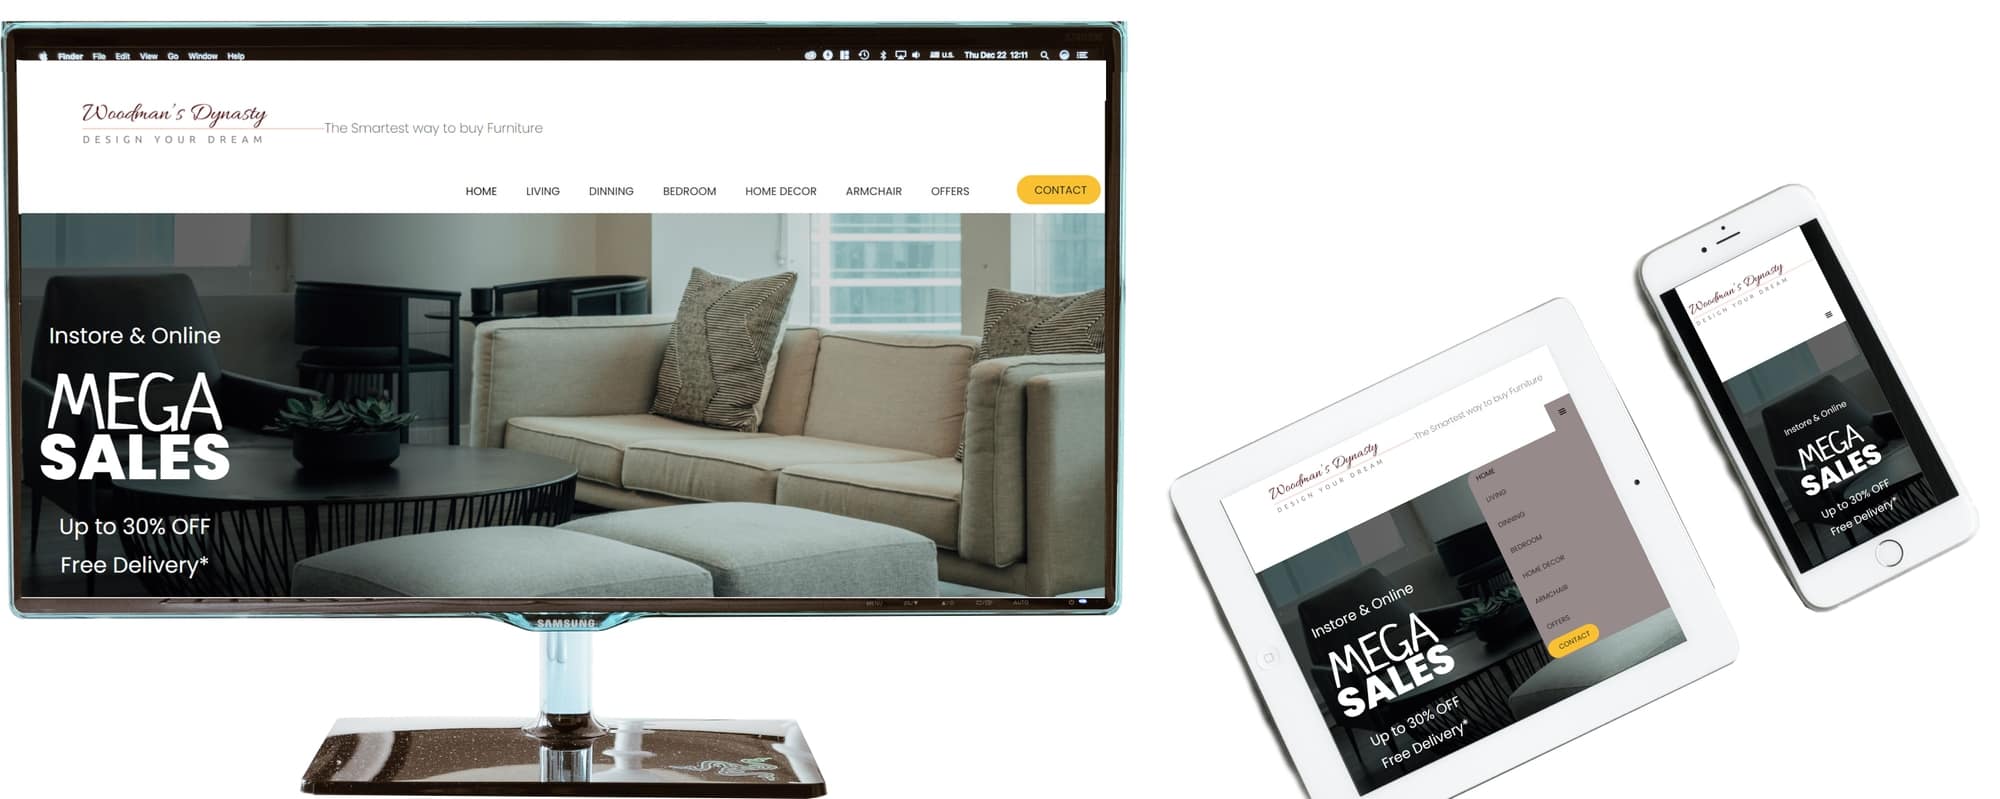 Finder File Edit View Go Window Help
U.S. Thu Dec 22 12:11
Woodman's Dynasty
DESIGN YOUR DREAM
The Smartest way to buy Furniture
HOME LIVING DINNING BEDROOM HOME DECOR ARMCHAIR OFFERS CONTACT
Instore & Online
MEGA
SALES
Up to 30% OFF
Free Delivery*
MENU AUTO
SAMSUNG
Woodman's Dynasty
DESIGN YOUR DREAM
The Smartest way to buy Furniture
HOME
LIVING
DINNING
BEDROOM
HOME DECOR
ARMCHAIR
OFFERS
CONTACT
Instore & Online
MEGA
SALES
Up to 30% OFF
Free Delivery*
Woodman's Dynasty
DESIGN YOUR DREAM
Instore & Online
MEGA
SALES
Up to 30% OFF
Free Delivery*